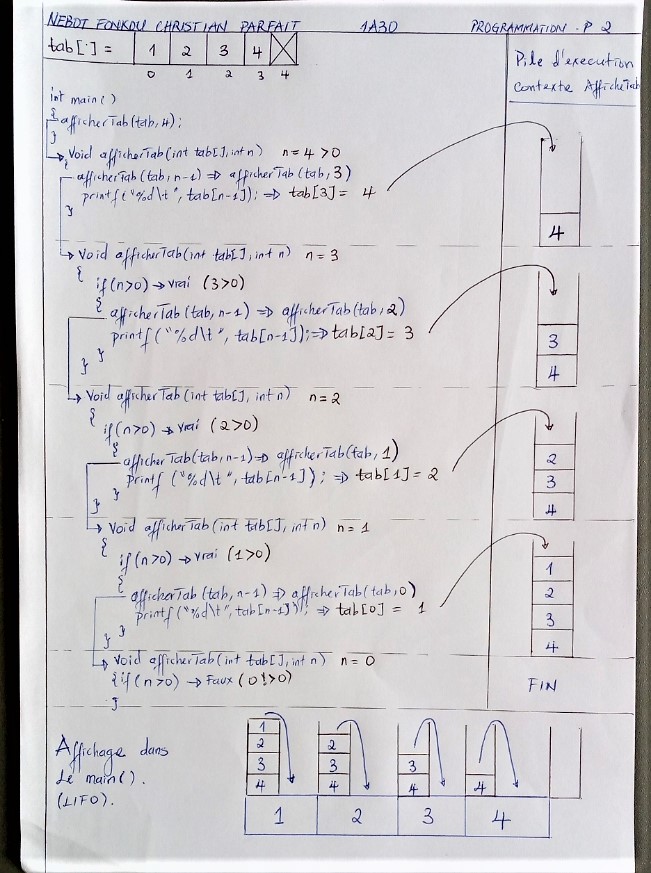 NEBOT FONKOU CHRISTIAN PARFAIT 1A30 PROGRAMMATION - P 2
tab[·] = 1 2 3 4
0 1 2 3 4
Pile d'execution
Contexte AfficheTab
int main()
{
afficherTab(tab, 4);
}
Void afficherTab(int tab[], int n) n = 4 > 0
{
afficherTab(tab, n-1) => afficherTab(tab, 3)
printf("%d\t", tab[n-1]); => tab[3] = 4
}
4
Void afficherTab(int tab[], int n) n = 3
{
if(n>0) → vrai (3>0)
{
afficherTab(tab, n-1) => afficherTab(tab, 2)
printf("%d\t", tab[n-1]); => tab[2] = 3
}
}
3
4
Void afficherTab(int tab[], int n) n = 2
{
if(n>0) → vrai (2>0)
{
afficherTab(tab, n-1) => afficherTab(tab, 1)
printf("%d\t", tab[n-1]); => tab[1] = 2
}
}
2
3
4
Void afficherTab(int tab[], int n) n = 1
{
if(n>0) → vrai (1>0)
{
afficherTab(tab, n-1) => afficherTab(tab, 0)
printf("%d\t", tab[n-1]); => tab[0] = 1
}
}
1
2
3
4
Void afficherTab(int tab[], int n) n = 0
{ if(n>0) → Faux (0!>0)
}
FIN
Affichage dans
le main().
(LIFO).
1
2 2
3 3 3
4 4 4 4
1 2 3 4